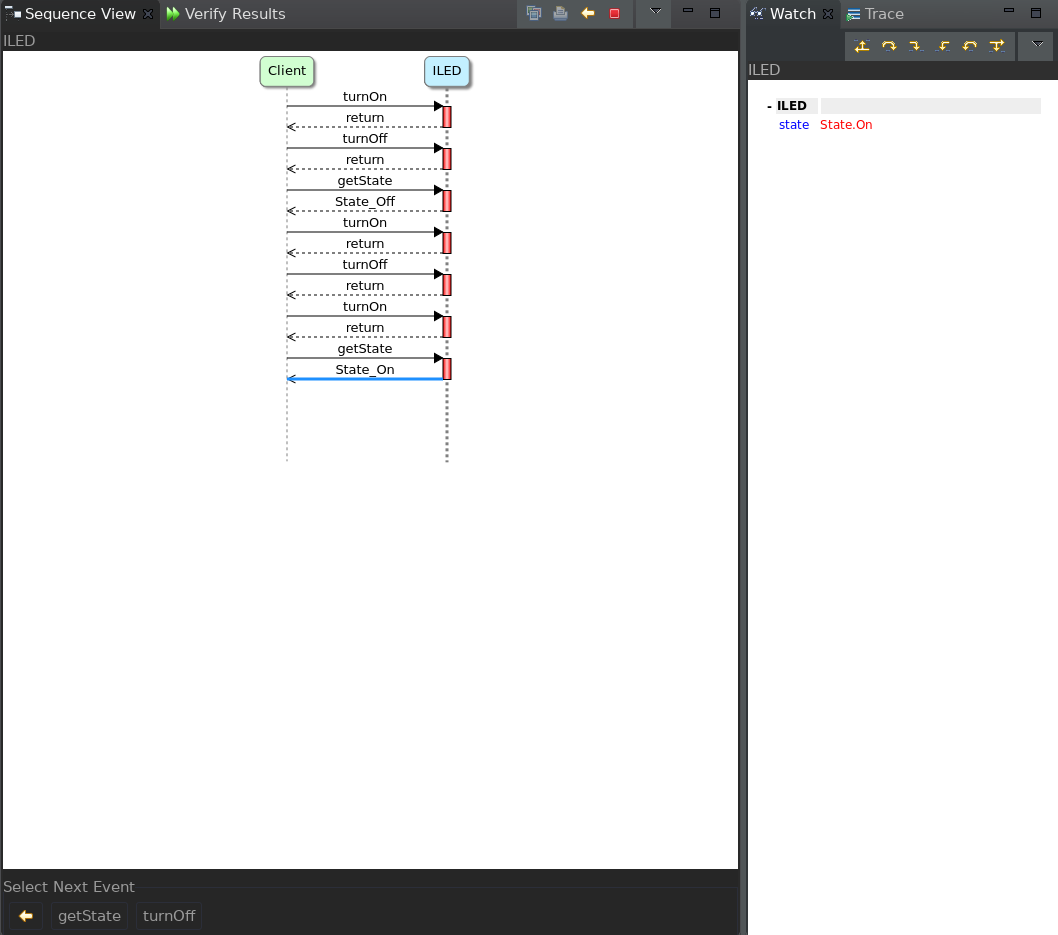 Sequence View
Verify Results
ILED
Client
ILED
turnOn
return
turnOff
return
getState
State_Off
turnOn
return
turnOff
return
turnOn
return
getState
State_On
Select Next Event
getState
turnOff
Watch
Trace
ILED
- ILED
state State.On